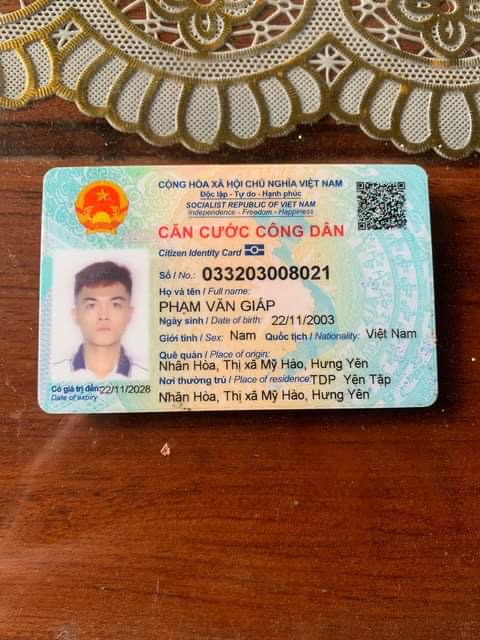 CỘNG HÒA XÃ HỘI CHỦ NGHĨA VIỆT NAM
Độc lập - Tự do - Hạnh phúc
SOCIALIST REPUBLIC OF VIET NAM
Independence - Freedom - Happiness
CĂN CƯỚC CÔNG DÂN
Citizen Identity Card
Số / No.: 033203008021
Họ và tên / Full name:
PHẠM VĂN GIÁP
Ngày sinh / Date of birth: 22/11/2003
Giới tính / Sex: Nam Quốc tịch / Nationality: Việt Nam
Quê quán / Place of origin:
Nhân Hòa, Thị xã Mỹ Hào, Hưng Yên
Nơi thường trú / Place of residence: TDP Yên Tập
Nhân Hòa, Thị xã Mỹ Hào, Hưng Yên
Có giá trị đến: 22/11/2028
Date of expiry